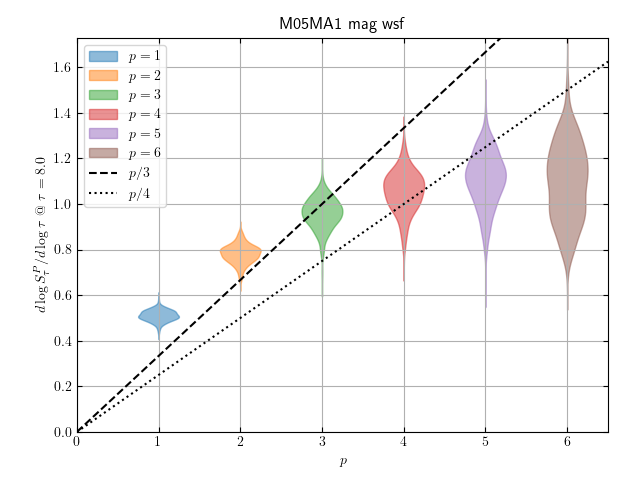 M05MA1 mag wsf
p = 1
p = 2
p = 3
p = 4
p = 5
p = 6
p/3
p/4
d log S_τ^p / d log τ @ τ = 8.0
1.6
1.4
1.2
1.0
0.8
0.6
0.4
0.2
0.0
0 1 2 3 4 5 6
p